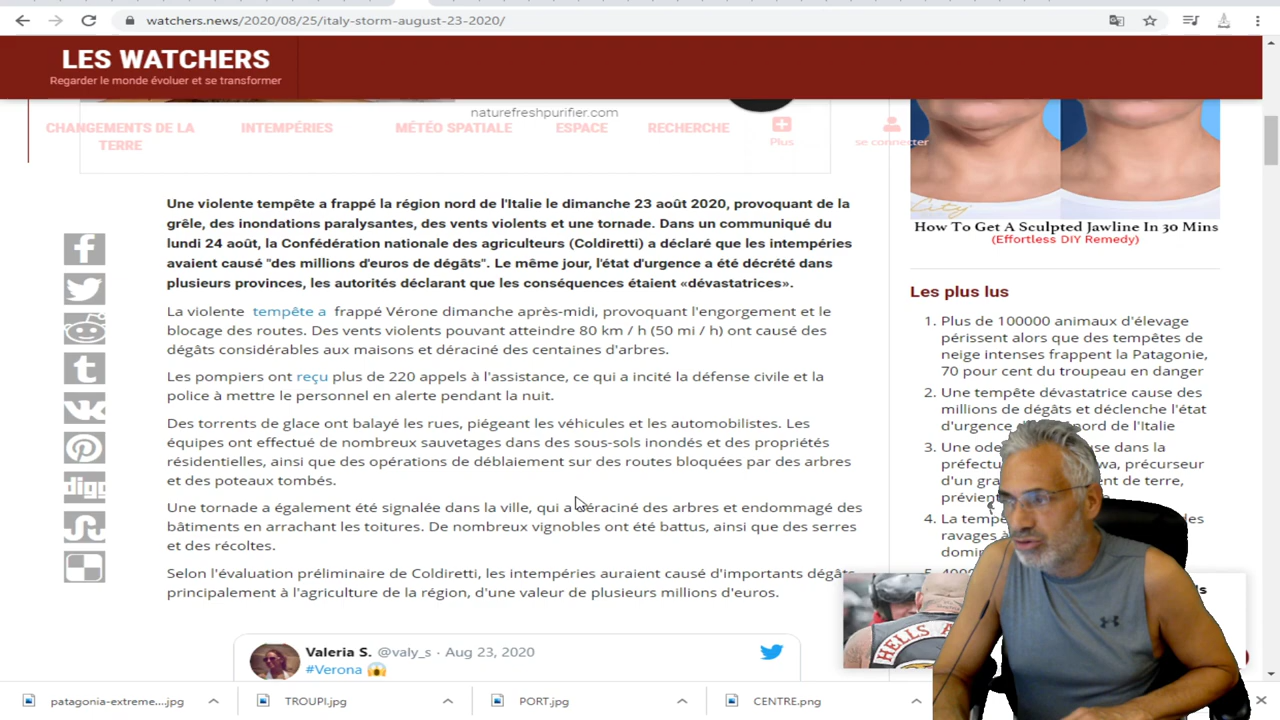 watchers.news/2020/08/25/italy-storm-august-23-2020/
LES WATCHERS
Regarder le monde évoluer et se transformer
naturefreshpurifier.com
CHANGEMENTS DE LA
TERRE
INTEMPÉRIES
MÉTÉO SPATIALE
ESPACE
RECHERCHE
Plus
se connecter
Une violente tempête a frappé la région nord de l'Italie le dimanche 23 août 2020, provoquant de la
grêle, des inondations paralysantes, des vents violents et une tornade. Dans un communiqué du
lundi 24 août, la Confédération nationale des agriculteurs (Coldiretti) a déclaré que les intempéries
avaient causé "des millions d'euros de dégâts". Le même jour, l'état d'urgence a été décrété dans
plusieurs provinces, les autorités déclarant que les conséquences étaient «dévastatrices».
La violente tempête a frappé Vérone dimanche après-midi, provoquant l'engorgement et le
blocage des routes. Des vents violents pouvant atteindre 80 km / h (50 mi / h) ont causé des
dégâts considérables aux maisons et déraciné des centaines d'arbres.
Les pompiers ont reçu plus de 220 appels à l'assistance, ce qui a incité la défense civile et la
police à mettre le personnel en alerte pendant la nuit.
Des torrents de glace ont balayé les rues, piégeant les véhicules et les automobilistes. Les
équipes ont effectué de nombreux sauvetages dans des sous-sols inondés et des propriétés
résidentielles, ainsi que des opérations de déblaiement sur des routes bloquées par des arbres
et des poteaux tombés.
Une tornade a également été signalée dans la ville, qui a déraciné des arbres et endommagé des
bâtiments en arrachant les toitures. De nombreux vignobles ont été battus, ainsi que des serres
et des récoltes.
Selon l'évaluation préliminaire de Coldiretti, les intempéries auraient causé d'importants dégâts
principalement à l'agriculture de la région, d'une valeur de plusieurs millions d'euros.
Valeria S. @valy_s · Aug 23, 2020
#Verona
digg
City
How To Get A Sculpted Jawline In 30 Mins
(Effortless DIY Remedy)
Les plus lus
1. Plus de 100000 animaux d'élevage
périssent alors que des tempêtes de
neige intenses frappent la Patagonie,
70 pour cent du troupeau en danger
2. Une tempête dévastatrice cause des
millions de dégâts et déclenche l'état
d'urgence nord de l'Italie
3. Une dans la
préfecture précurseur
d'un de terre,
4. La des
ravages
HELLS
patagonia-extreme....jpg
TROUPI.jpg
PORT.jpg
CENTRE.png